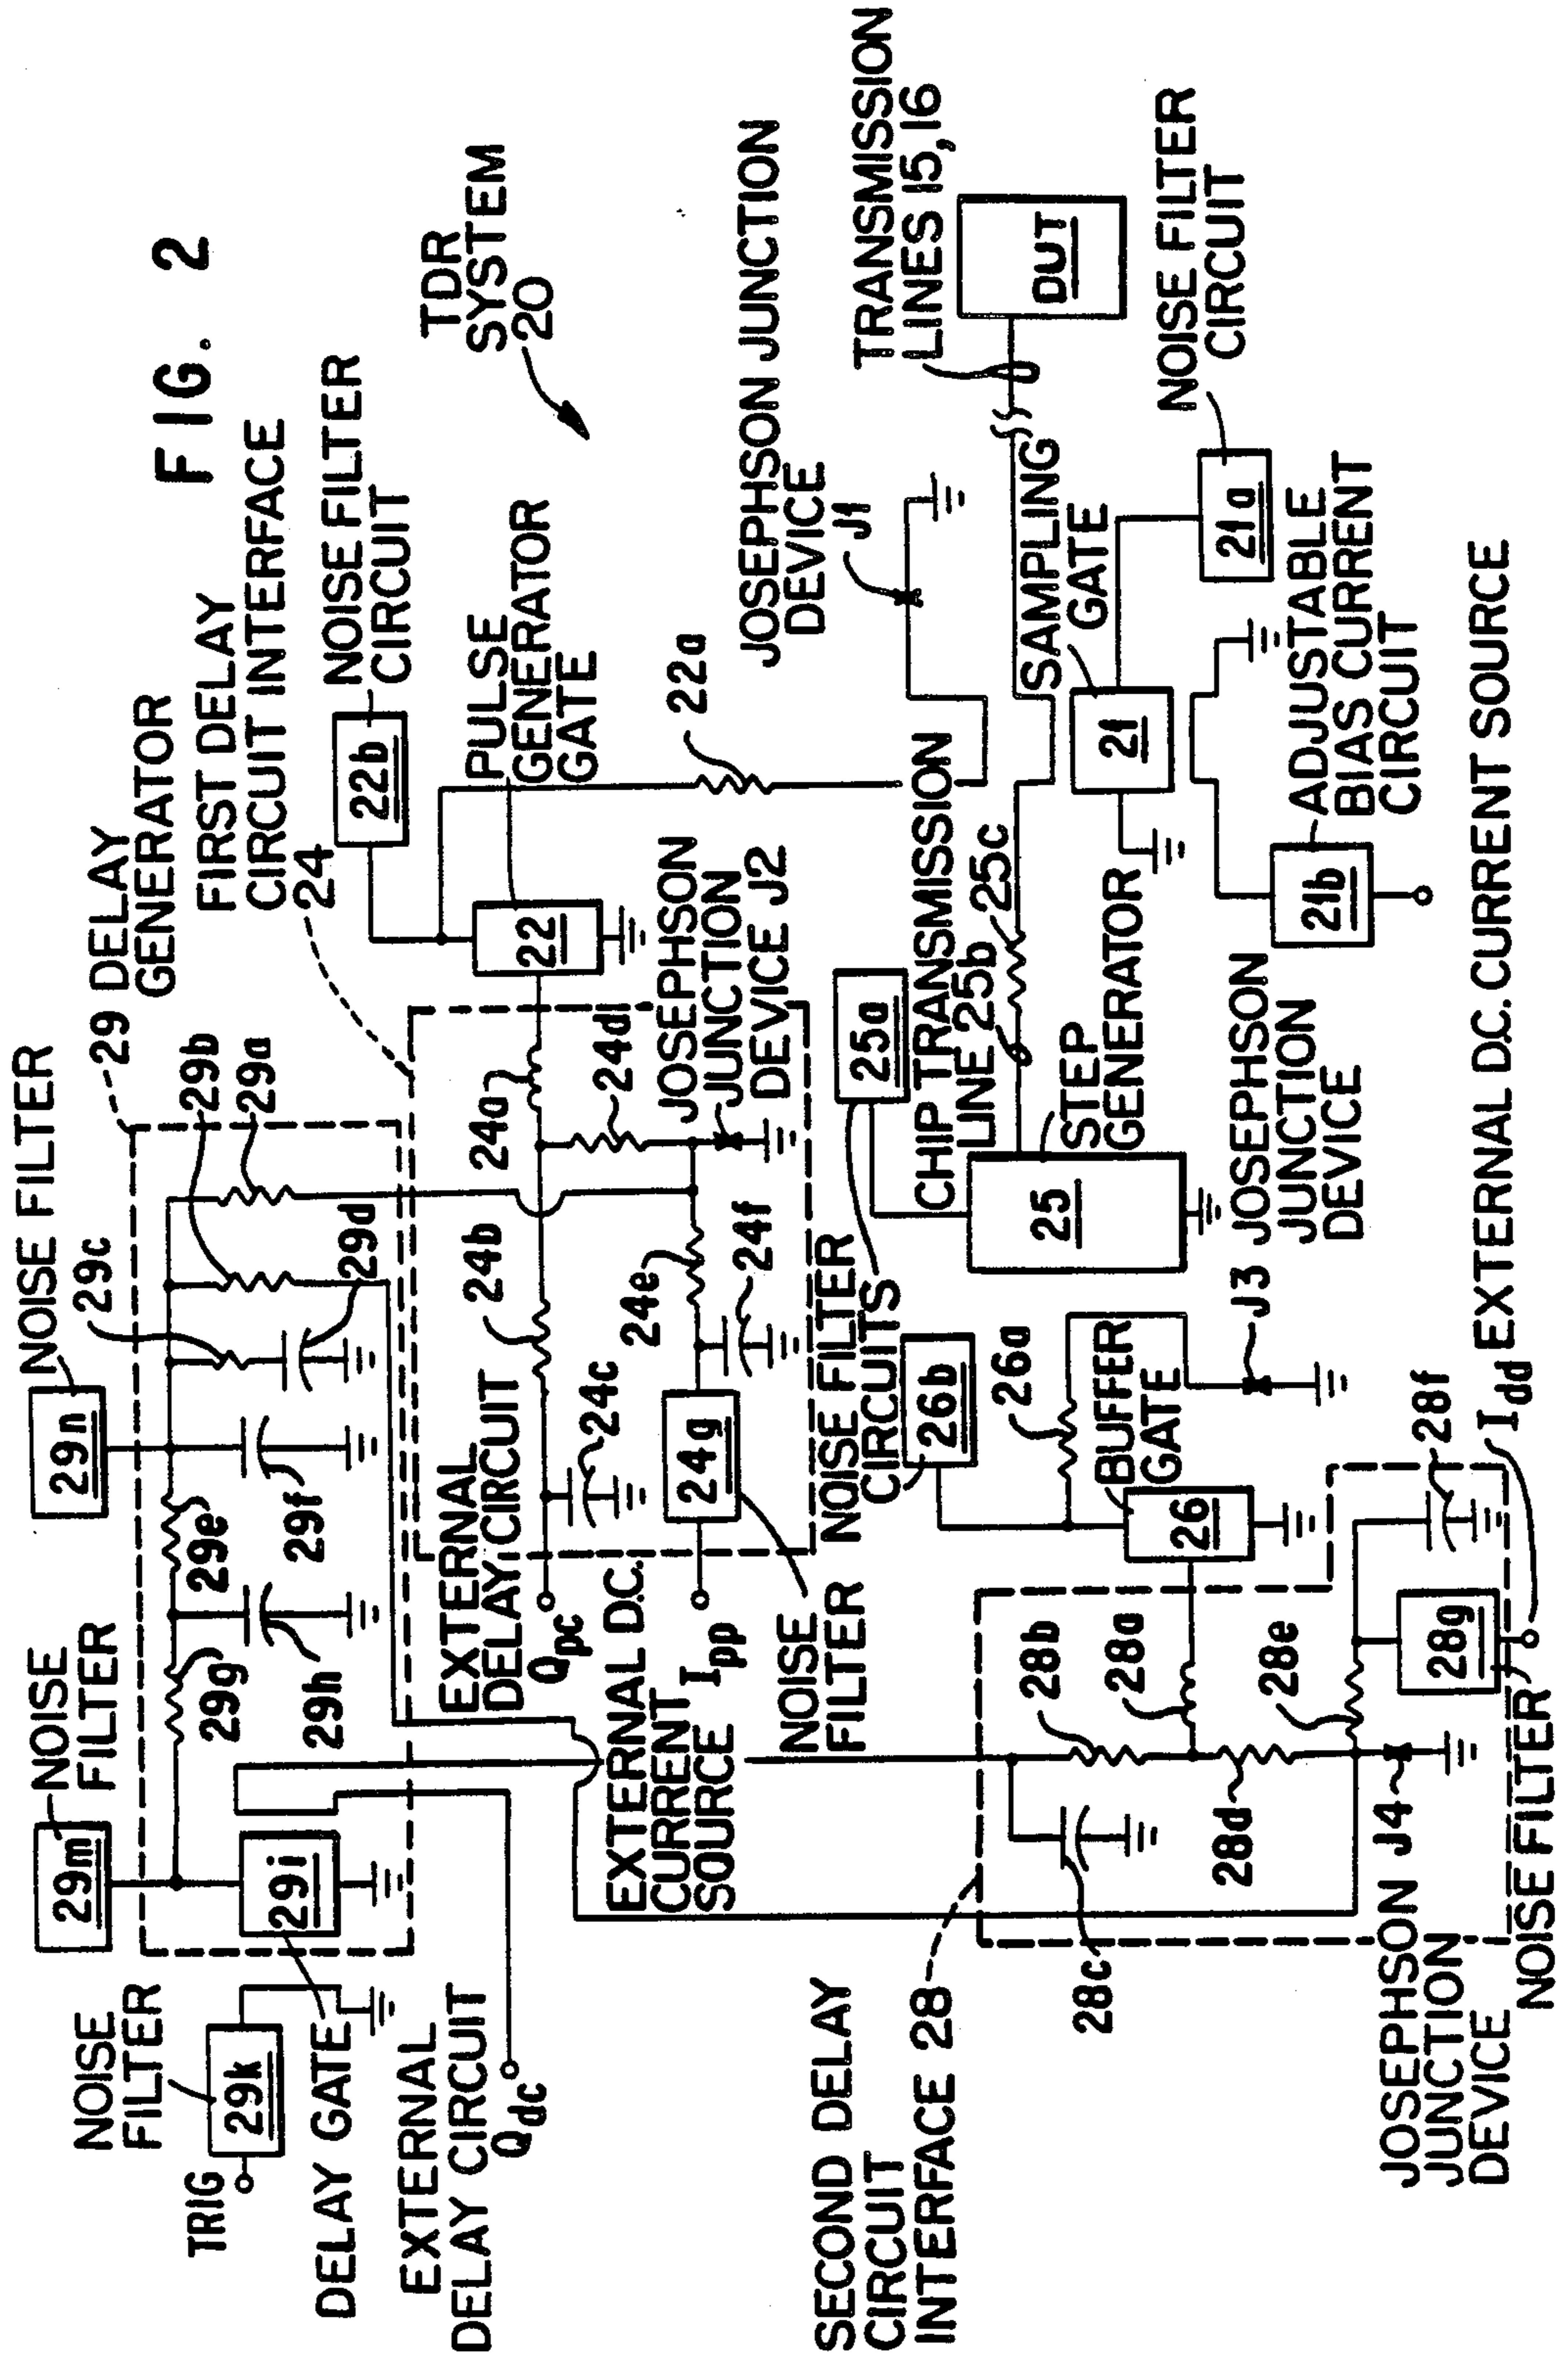 FIG. 2
TDR
SYSTEM
20
29 DELAY
GENERATOR
FIRST DELAY
CIRCUIT INTERFACE
24
NOISE FILTER
CIRCUIT
22b
PULSE
GENERATOR
GATE
22
22a
JOSEPHSON JUNCTION
DEVICE
J1
TRANSMISSION
LINES 15,16
DUT
NOISE FILTER
CIRCUIT
21a
SAMPLING
GATE
21
ADJUSTABLE
BIAS CURRENT
CIRCUIT
21b
NOISE FILTER
29n
29b
29a
29c
29d
29e
29f
29g
29h
NOISE
FILTER
29m
29i
NOISE
FILTER
29k
TRIG
DELAY GATE
EXTERNAL
DELAY CIRCUIT
Qdc
EXTERNAL
DELAY CIRCUIT
Qpc
24a
24b
24c
24d
24e
24f
24g
JOSEPHSON
JUNCTION
DEVICE J2
EXTERNAL D.C.
CURRENT
SOURCE Ipp
NOISE
FILTER
NOISE FILTER
CIRCUITS
25a
26b
CHIP TRANSMISSION
LINE 25b
25c
STEP
GENERATOR
25
26a
BUFFER
GATE
26
J3 JOSEPHSON
JUNCTION
DEVICE
SECOND DELAY
CIRCUIT
INTERFACE 28
28a
28b
28c
28d
28e
28f
28g
JOSEPHSON J4
JUNCTION
DEVICE
NOISE FILTER
Idd EXTERNAL D.C. CURRENT SOURCE